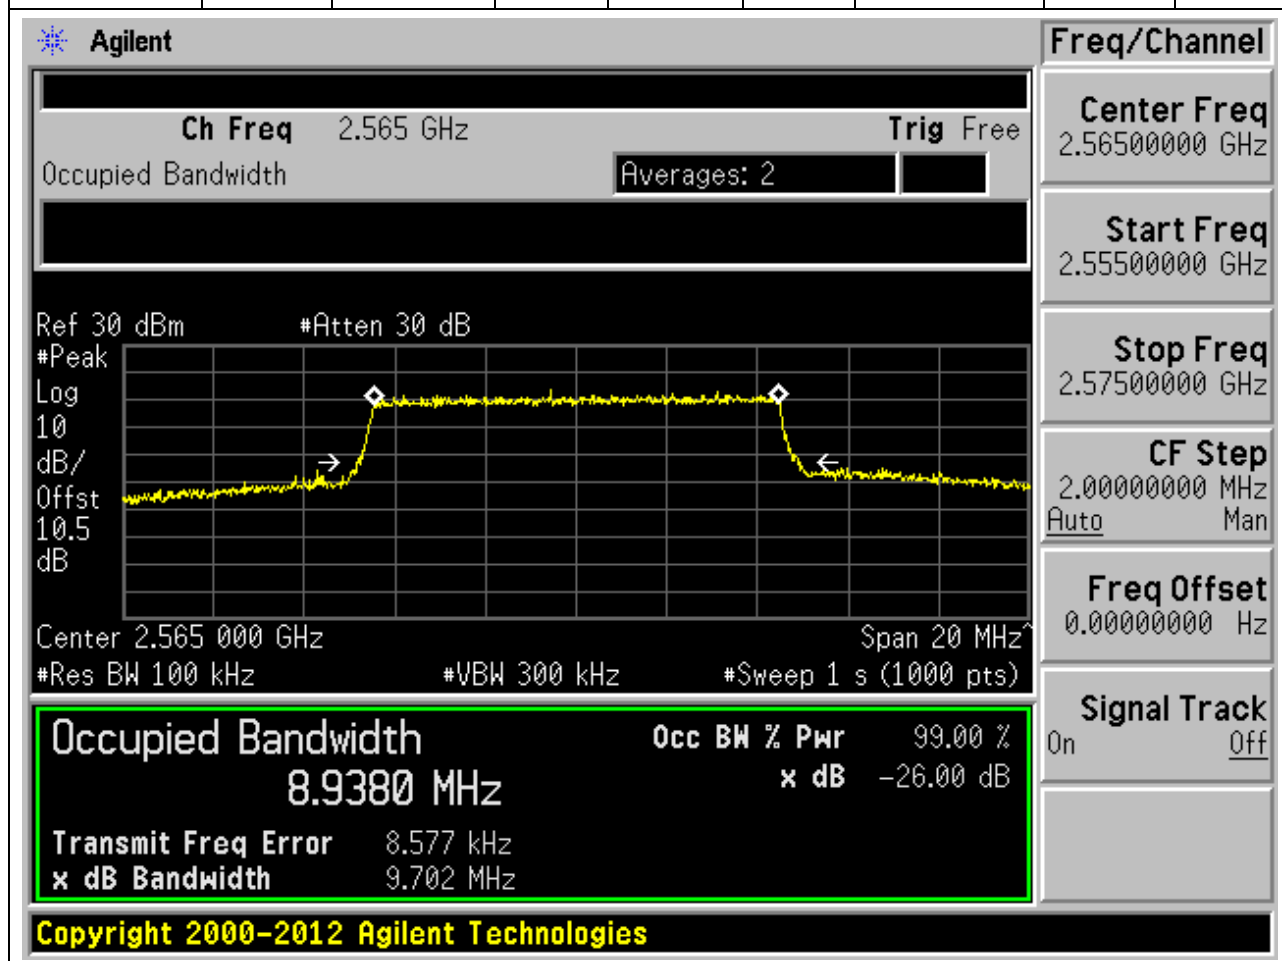 Agilent
Freq/Channel
Ch Freq 2.565 GHz Trig Free
Occupied Bandwidth Averages: 2
Center Freq
2.56500000 GHz
Start Freq
2.55500000 GHz
Stop Freq
2.57500000 GHz
CF Step
2.00000000 MHz
Auto Man
Freq Offset
0.00000000 Hz
Signal Track
On Off
Ref 30 dBm #Atten 30 dB
#Peak
Log
10
dB/
Offst
10.5
dB
Center 2.565 000 GHz Span 20 MHz^
#Res BW 100 kHz #VBW 300 kHz #Sweep 1 s (1000 pts)
Occupied Bandwidth Occ BW % Pwr 99.00 %
8.9380 MHz x dB -26.00 dB
Transmit Freq Error 8.577 kHz
x dB Bandwidth 9.702 MHz
Copyright 2000-2012 Agilent Technologies